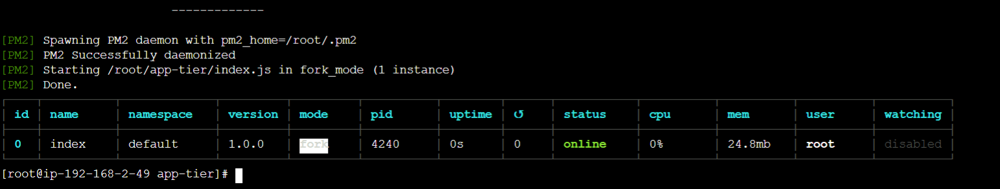 -------------
[PM2] Spawning PM2 daemon with pm2_home=/root/.pm2
[PM2] PM2 Successfully daemonized
[PM2] Starting /root/app-tier/index.js in fork_mode (1 instance)
[PM2] Done.
id name namespace version mode pid uptime ↺ status cpu mem user watching
0 index default 1.0.0 fork 4240 0s 0 online 0% 24.8mb root disabled
[root@ip-192-168-2-49 app-tier]#